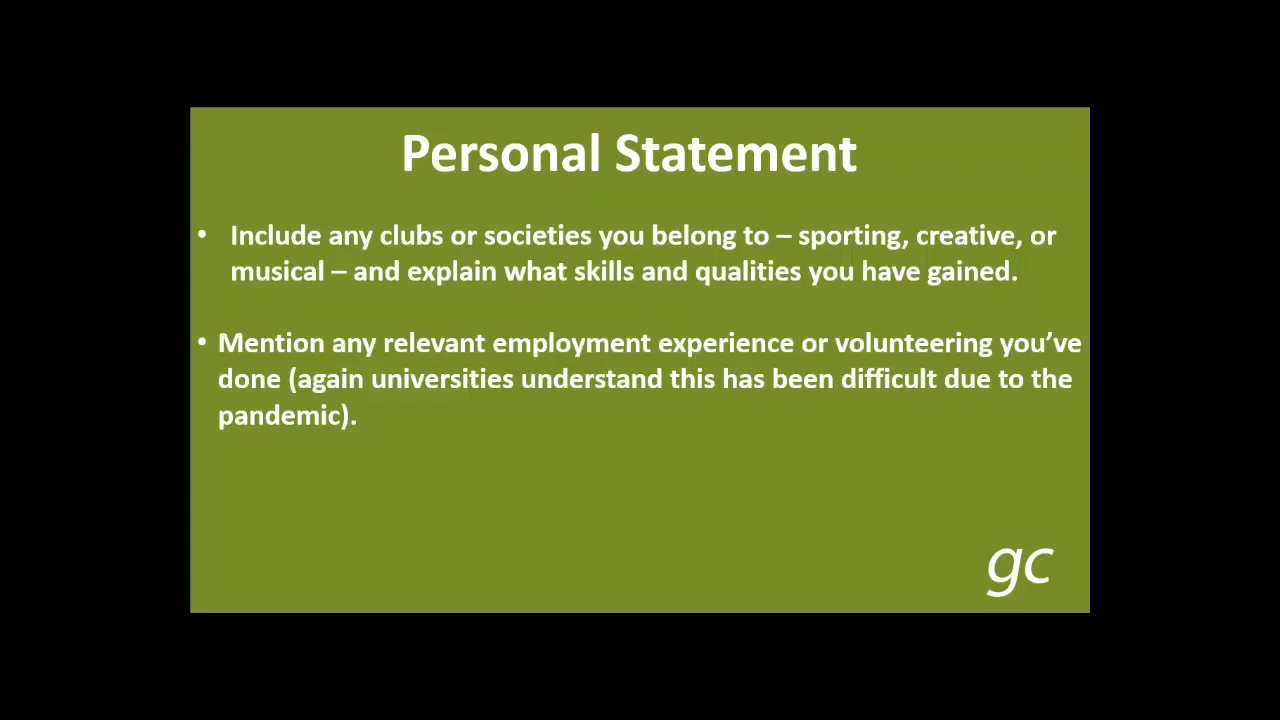 Personal Statement
• Include any clubs or societies you belong to – sporting, creative, or
musical – and explain what skills and qualities you have gained.
• Mention any relevant employment experience or volunteering you’ve
done (again universities understand this has been difficult due to the
pandemic).
gc